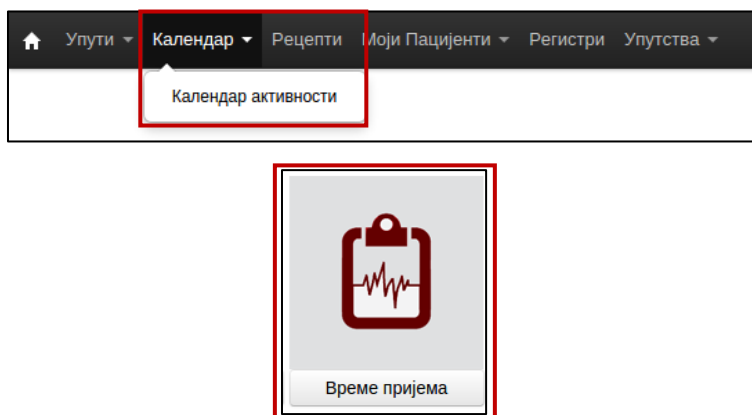 Упути Календар Рецепти Моји Пацијенти Регистри Упутства
Календар активности
Време пријема